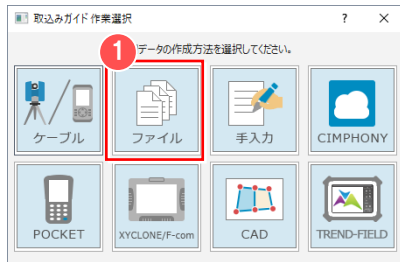 取込みガイド 作業選択
?
×
1
データの作成方法を選択してください。
ケーブル
ファイル
手入力
CIMPHONY
POCKET
XYCLONE/F-com
CAD
TREND-FIELD